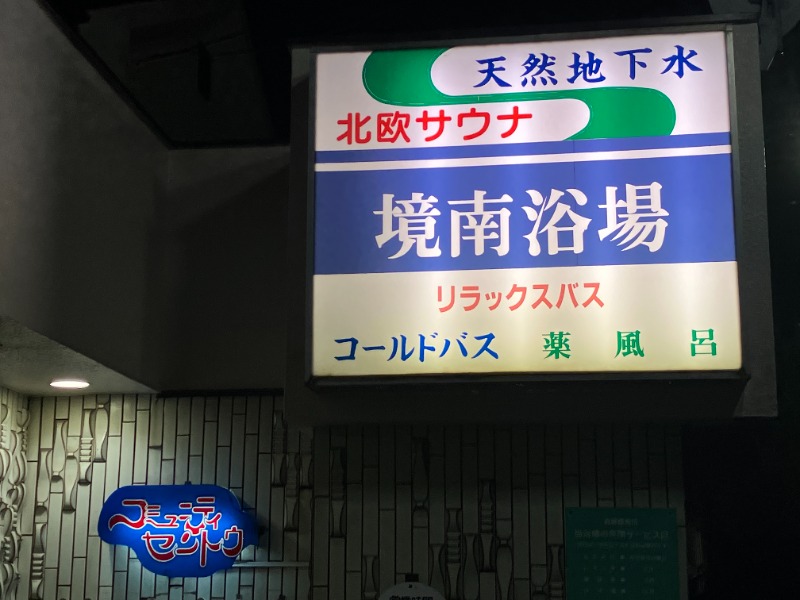 天然地下水
北欧サウナ
境南浴場
リラックスバス
コールドバス 薬風呂
コミュニティ
セントウ